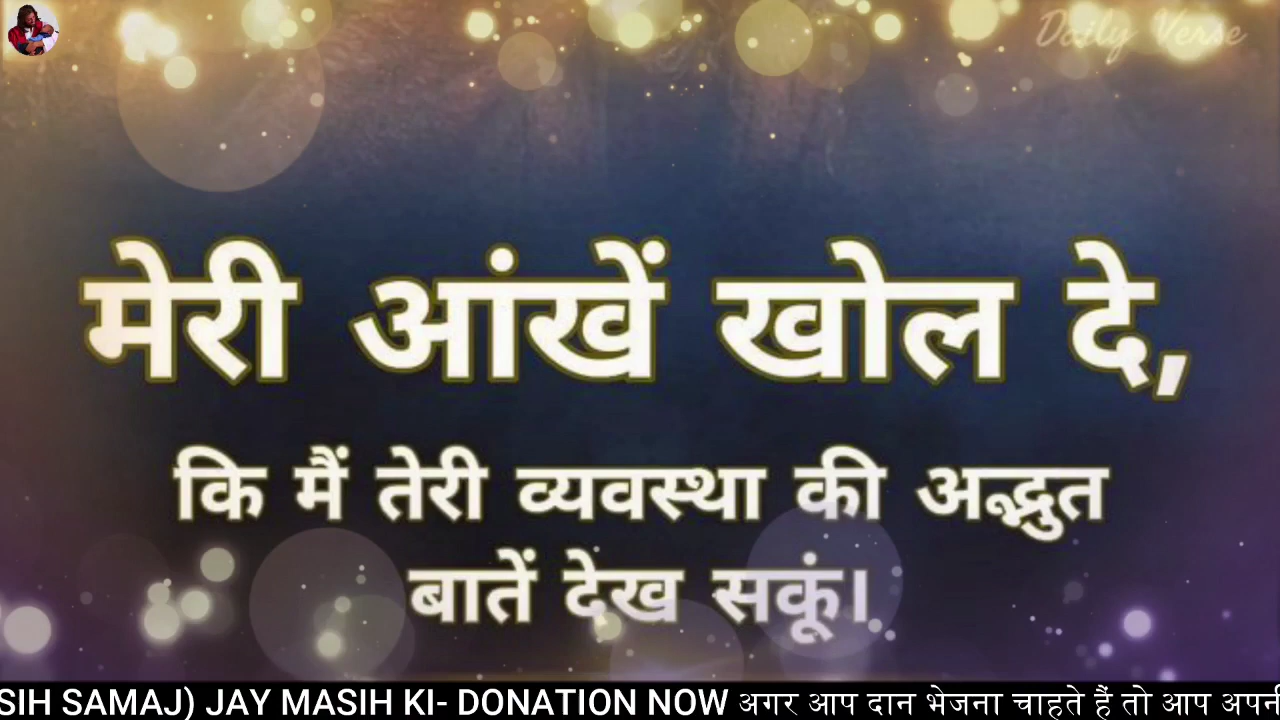 Daily Verse
मेरी आंखें खोल दे,
कि मैं तेरी व्यवस्था की अद्भुत
बातें देख सकूं।
SIH SAMAJ) JAY MASIH KI- DONATION NOW अगर आप दान भेजना चाहते हैं तो आप अपनी